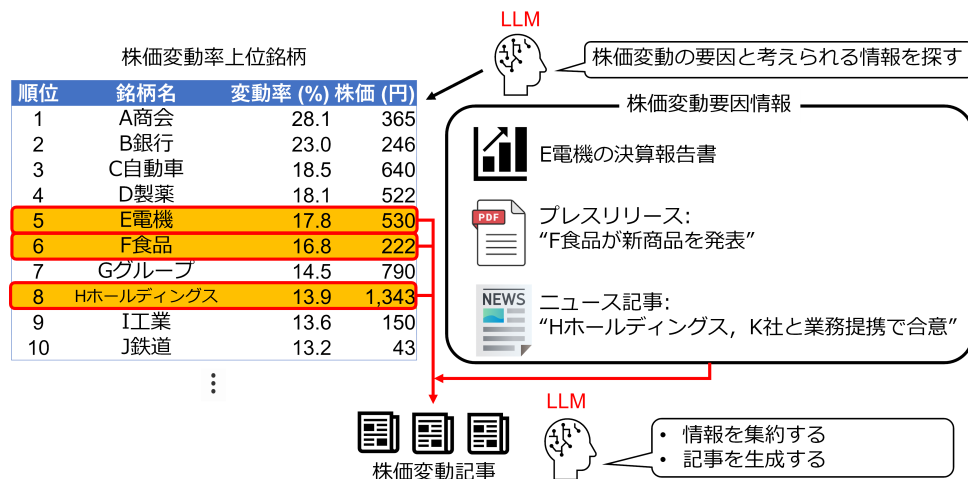 LLM
株価変動の要因と考えられる情報を探す
株価変動率上位銘柄
順位 銘柄名 変動率 (%) 株価 (円)
1 A商会 28.1 365
2 B銀行 23.0 246
3 C自動車 18.5 640
4 D製薬 18.1 522
5 E電機 17.8 530
6 F食品 16.8 222
7 Gグループ 14.5 790
8 Hホールディングス 13.9 1,343
9 I工業 13.6 150
10 J鉄道 13.2 43
⋮
株価変動要因情報
E電機の決算報告書
PDF
プレスリリース:
“F食品が新商品を発表”
NEWS
ニュース記事:
“Hホールディングス，K社と業務提携で合意”
株価変動記事
LLM
• 情報を集約する
• 記事を生成する